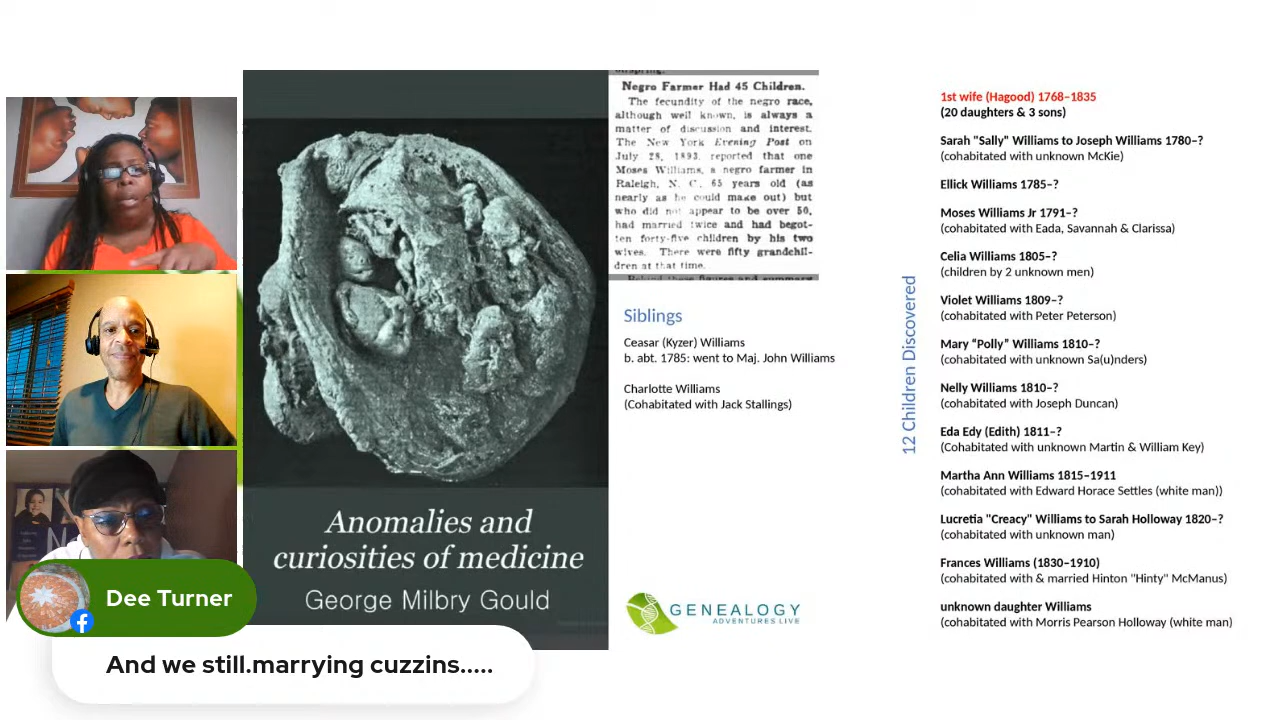 Negro Farmer Had 45 Children.
The fecundity of the negro race,
although well known, is always a
matter of discussion and interest.
The New York Evening Post on
July 28, 1893, reported that one
Moses Williams, a negro farmer in
Raleigh, N. C., 65 years old (as
nearly as he could make out) but
who did not appear to be over 50,
had married twice and had begot-
ten forty-five children by his two
wives. There were fifty grandchil-
dren at that time.
Siblings
Ceasar (Kyzer) Williams
b. abt. 1785: went to Maj. John Williams
Charlotte Williams
(Cohabitated with Jack Stallings)
GENEALOGY
ADVENTURES LIVE
12 Children Discovered
1st wife (Hagood) 1768–1835
(20 daughters & 3 sons)
Sarah "Sally" Williams to Joseph Williams 1780–?
(cohabitated with unknown McKie)
Ellick Williams 1785–?
Moses Williams Jr 1791–?
(cohabitated with Eada, Savannah & Clarissa)
Celia Williams 1805–?
(children by 2 unknown men)
Violet Williams 1809–?
(cohabitated with Peter Peterson)
Mary “Polly” Williams 1810–?
(cohabitated with unknown Sa(u)nders)
Nelly Williams 1810–?
(cohabitated with Joseph Duncan)
Eda Edy (Edith) 1811–?
(Cohabitated with unknown Martin & William Key)
Martha Ann Williams 1815–1911
(cohabitated with Edward Horace Settles (white man))
Lucretia "Creacy" Williams to Sarah Holloway 1820–?
(cohabitated with unknown man)
Frances Williams (1830–1910)
(cohabitated with & married Hinton "Hinty" McManus)
unknown daughter Williams
(cohabitated with Morris Pearson Holloway (white man)
Anomalies and
curiosities of medicine
George Milbry Gould
Dee Turner
And we still.marrying cuzzins.....